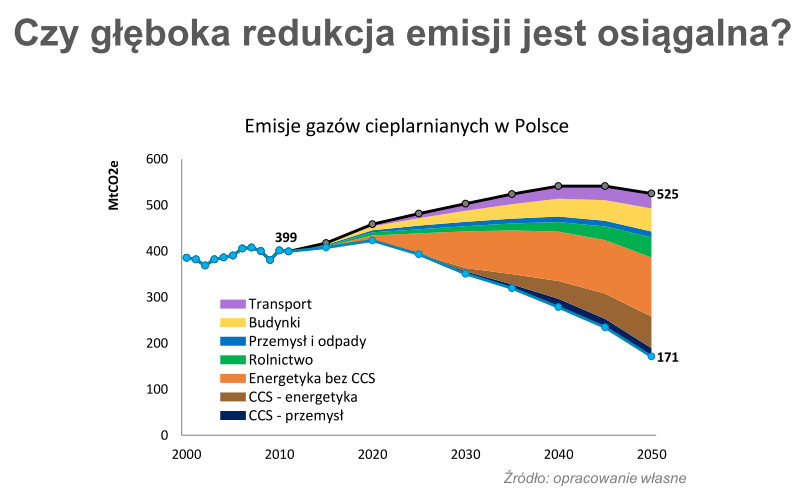 Czy głęboka redukcja emisji jest osiągalna?
Emisje gazów cieplarnianych w Polsce
MtCO2e
600
500
400
300
200
100
0
399
525
171
Transport
Budynki
Przemysł i odpady
Rolnictwo
Energetyka bez CCS
CCS - energetyka
CCS - przemysł
2000 2010 2020 2030 2040 2050
Źródło: opracowanie własne